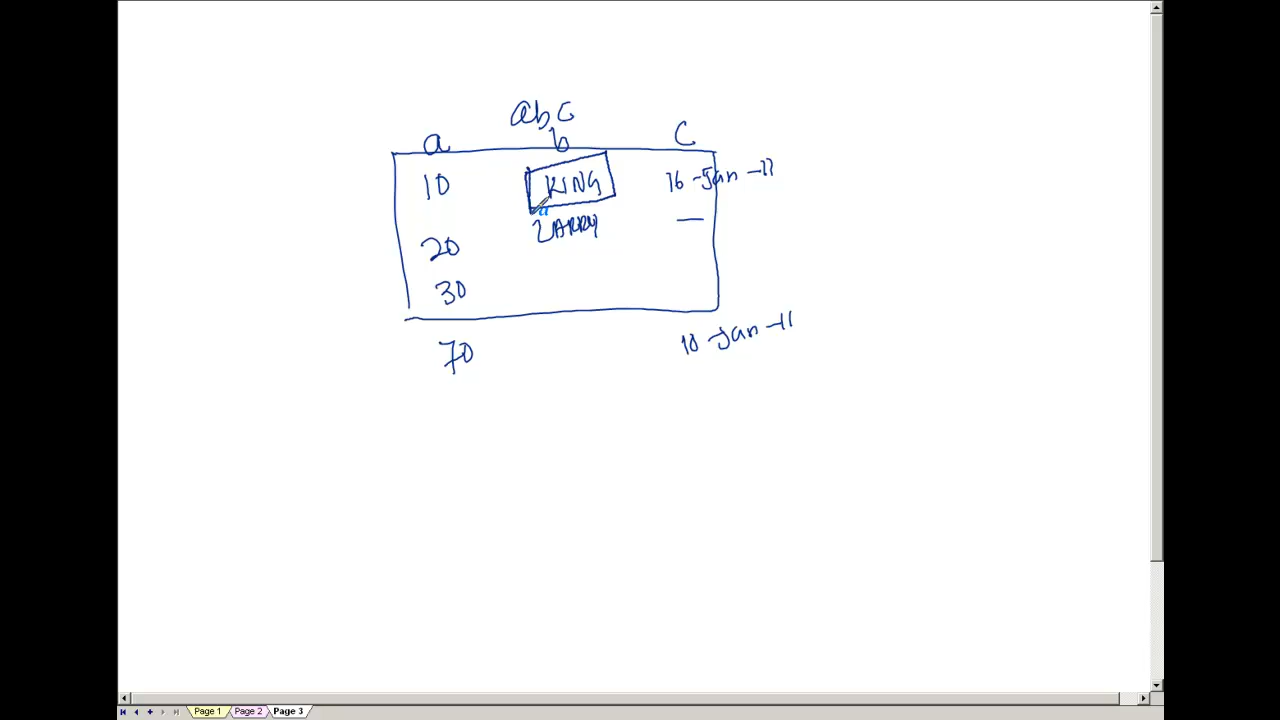 abc
a b c
10 KING 16-Jan-11
LARRY —
20
30
70 10-Jan-11
Page 1 Page 2 Page 3